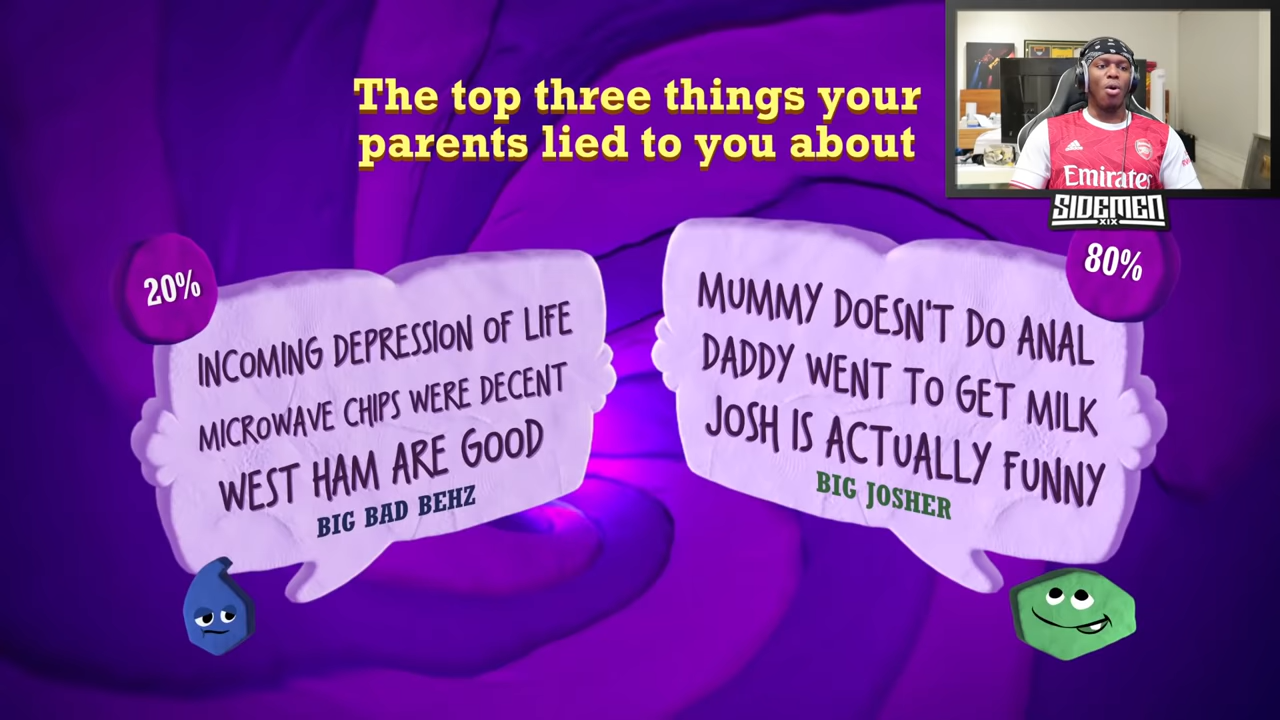 The top three things your
parents lied to you about
Emirates
SIDEMEN
XIX
20%
INCOMING DEPRESSION OF LIFE
MICROWAVE CHIPS WERE DECENT
WEST HAM ARE GOOD
BIG BAD BEHZ
80%
MUMMY DOESN'T DO ANAL
DADDY WENT TO GET MILK
JOSH IS ACTUALLY FUNNY
BIG JOSHER